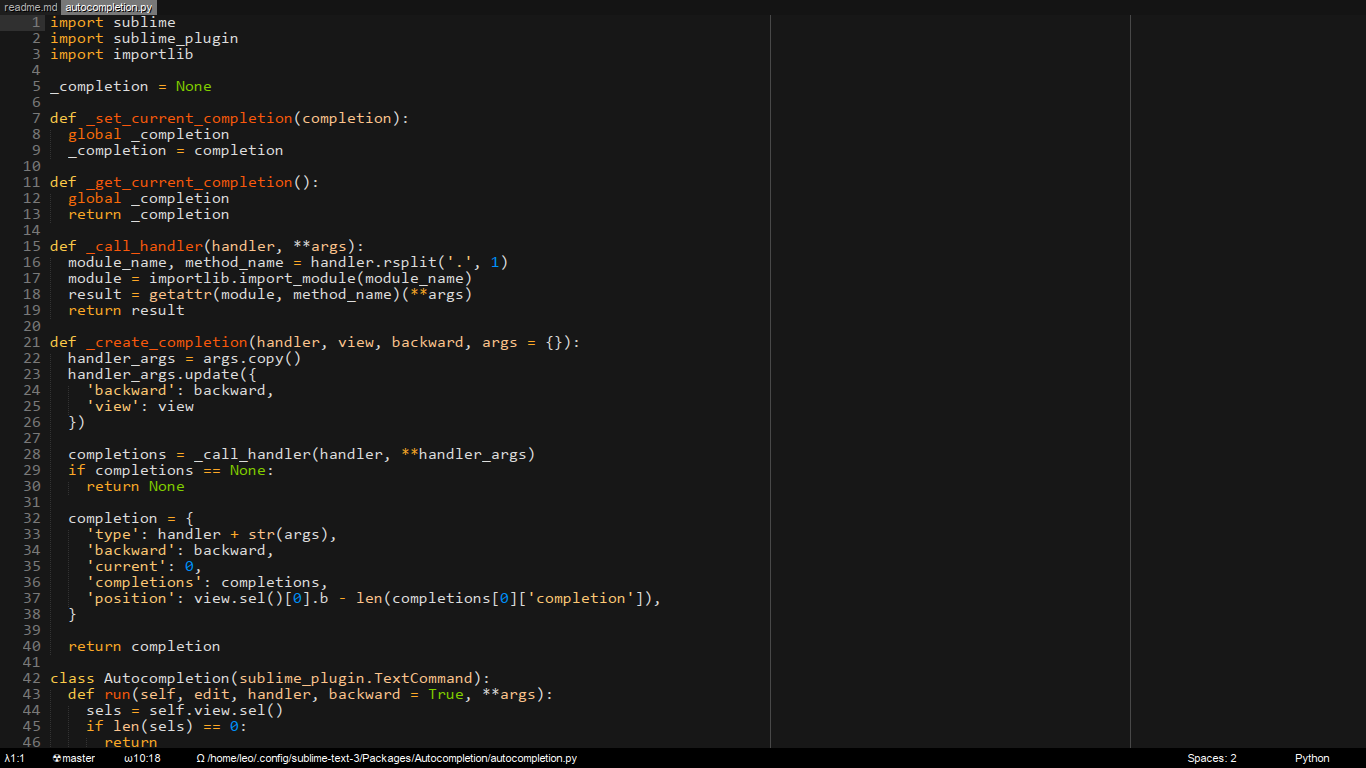 readme.md autocompletion.py
1 import sublime
2 import sublime_plugin
3 import importlib
4
5 _completion = None
6
7 def _set_current_completion(completion):
8   global _completion
9   _completion = completion
10
11 def _get_current_completion():
12   global _completion
13   return _completion
14
15 def _call_handler(handler, **args):
16   module_name, method_name = handler.rsplit('.', 1)
17   module = importlib.import_module(module_name)
18   result = getattr(module, method_name)(**args)
19   return result
20
21 def _create_completion(handler, view, backward, args = {}):
22   handler_args = args.copy()
23   handler_args.update({
24     'backward': backward,
25     'view': view
26   })
27
28   completions = _call_handler(handler, **handler_args)
29   if completions == None:
30     return None
31
32   completion = {
33     'type': handler + str(args),
34     'backward': backward,
35     'current': 0,
36     'completions': completions,
37     'position': view.sel()[0].b - len(completions[0]['completion']),
38   }
39
40   return completion
41
42 class Autocompletion(sublime_plugin.TextCommand):
43   def run(self, edit, handler, backward = True, **args):
44     sels = self.view.sel()
45     if len(sels) == 0:
46       return
λ1:1 ☢master ω10:18 Ω /home/leo/.config/sublime-text-3/Packages/Autocompletion/autocompletion.py Spaces: 2 Python